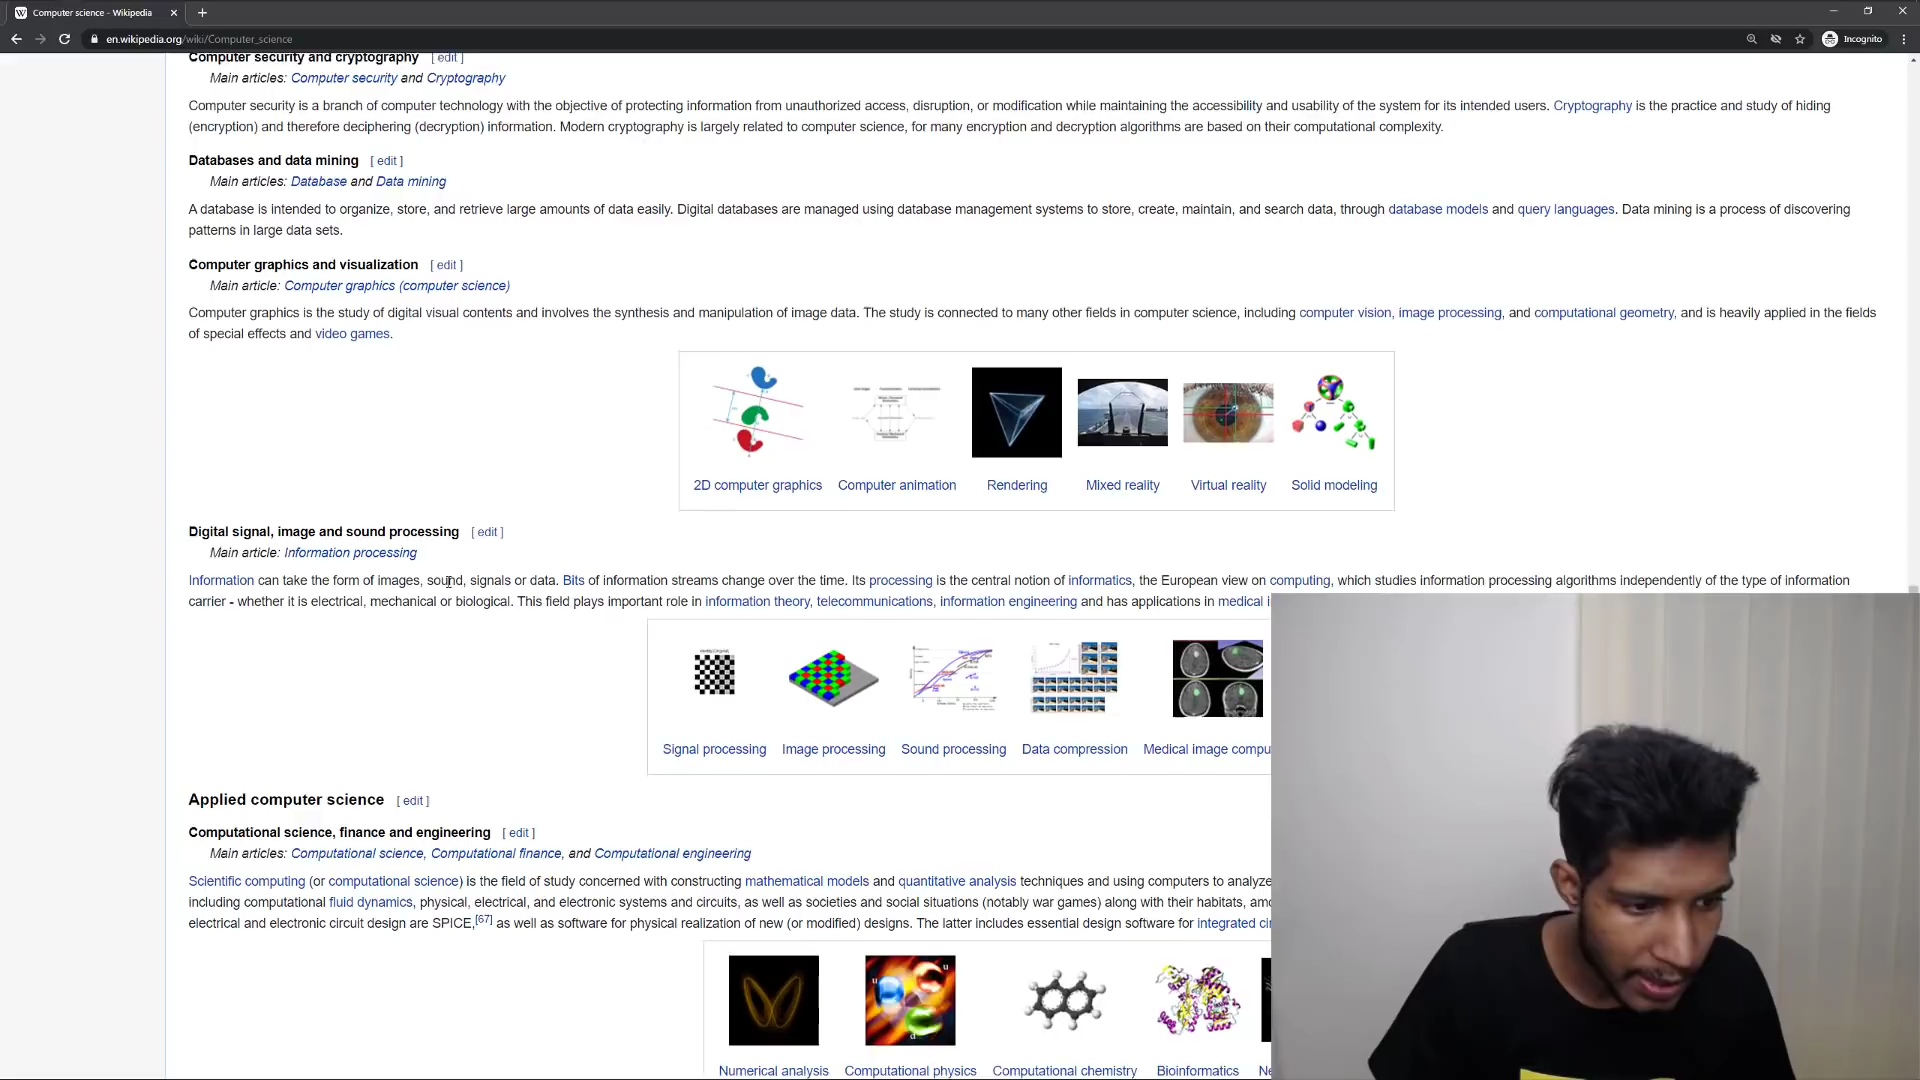 Computer science - Wikipedia
en.wikipedia.org/wiki/Computer_science
Incognito
Computer security and cryptography [ edit ]
Main articles: Computer security and Cryptography
Computer security is a branch of computer technology with the objective of protecting information from unauthorized access, disruption, or modification while maintaining the accessibility and usability of the system for its intended users. Cryptography is the practice and study of hiding
(encryption) and therefore deciphering (decryption) information. Modern cryptography is largely related to computer science, for many encryption and decryption algorithms are based on their computational complexity.
Databases and data mining [ edit ]
Main articles: Database and Data mining
A database is intended to organize, store, and retrieve large amounts of data easily. Digital databases are managed using database management systems to store, create, maintain, and search data, through database models and query languages. Data mining is a process of discovering
patterns in large data sets.
Computer graphics and visualization [ edit ]
Main article: Computer graphics (computer science)
Computer graphics is the study of digital visual contents and involves the synthesis and manipulation of image data. The study is connected to many other fields in computer science, including computer vision, image processing, and computational geometry, and is heavily applied in the fields
of special effects and video games.
2D computer graphics Computer animation Rendering Mixed reality Virtual reality Solid modeling
Digital signal, image and sound processing [ edit ]
Main article: Information processing
Information can take the form of images, sound, signals or data. Bits of information streams change over the time. Its processing is the central notion of informatics, the European view on computing, which studies information processing algorithms independently of the type of information
carrier - whether it is electrical, mechanical or biological. This field plays important role in information theory, telecommunications, information engineering and has applications in medical i
Signal processing Image processing Sound processing Data compression Medical image compu
Applied computer science [ edit ]
Computational science, finance and engineering [ edit ]
Main articles: Computational science, Computational finance, and Computational engineering
Scientific computing (or computational science) is the field of study concerned with constructing mathematical models and quantitative analysis techniques and using computers to analyze
including computational fluid dynamics, physical, electrical, and electronic systems and circuits, as well as societies and social situations (notably war games) along with their habitats, amo
electrical and electronic circuit design are SPICE,[67] as well as software for physical realization of new (or modified) designs. The latter includes essential design software for integrated ci
u u
d
Numerical analysis Computational physics Computational chemistry Bioinformatics Ne